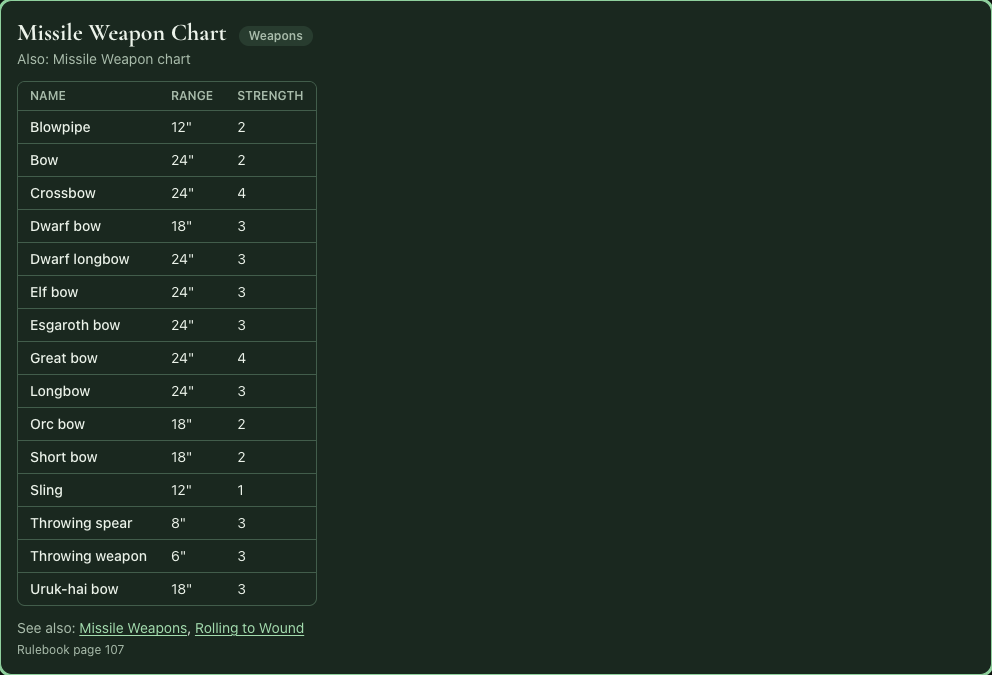 Missile Weapon Chart Weapons
Also: Missile Weapon chart
NAME RANGE STRENGTH
Blowpipe 12" 2
Bow 24" 2
Crossbow 24" 4
Dwarf bow 18" 3
Dwarf longbow 24" 3
Elf bow 24" 3
Esgaroth bow 24" 3
Great bow 24" 4
Longbow 24" 3
Orc bow 18" 2
Short bow 18" 2
Sling 12" 1
Throwing spear 8" 3
Throwing weapon 6" 3
Uruk-hai bow 18" 3
See also: Missile Weapons, Rolling to Wound
Rulebook page 107